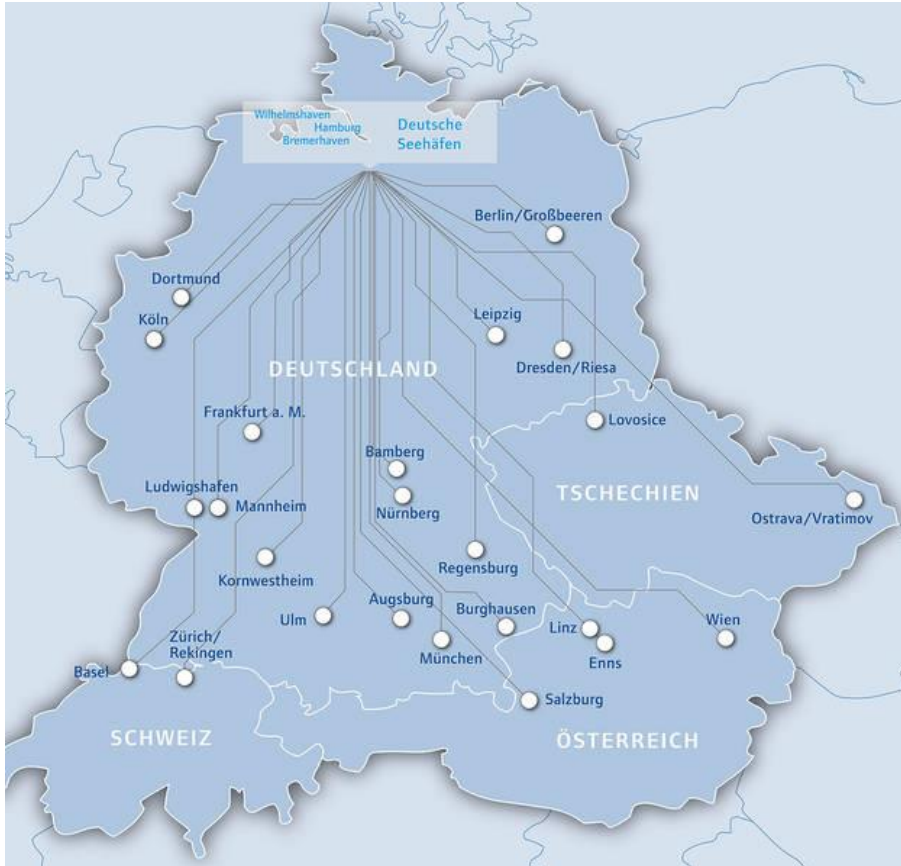 Wilhelmshaven
Hamburg
Bremerhaven
Deutsche
Seehäfen
Berlin/Großbeeren
Dortmund
Köln
Leipzig
DEUTSCHLAND
Dresden/Riesa
Frankfurt a. M.
Lovosice
Bamberg
Ludwigshafen
Mannheim
Nürnberg
TSCHECHIEN
Ostrava/Vratimov
Regensburg
Kornwestheim
Ulm
Augsburg
Burghausen
Linz
Wien
Zürich/
Rekingen
München
Enns
Basel
Salzburg
SCHWEIZ
ÖSTERREICH